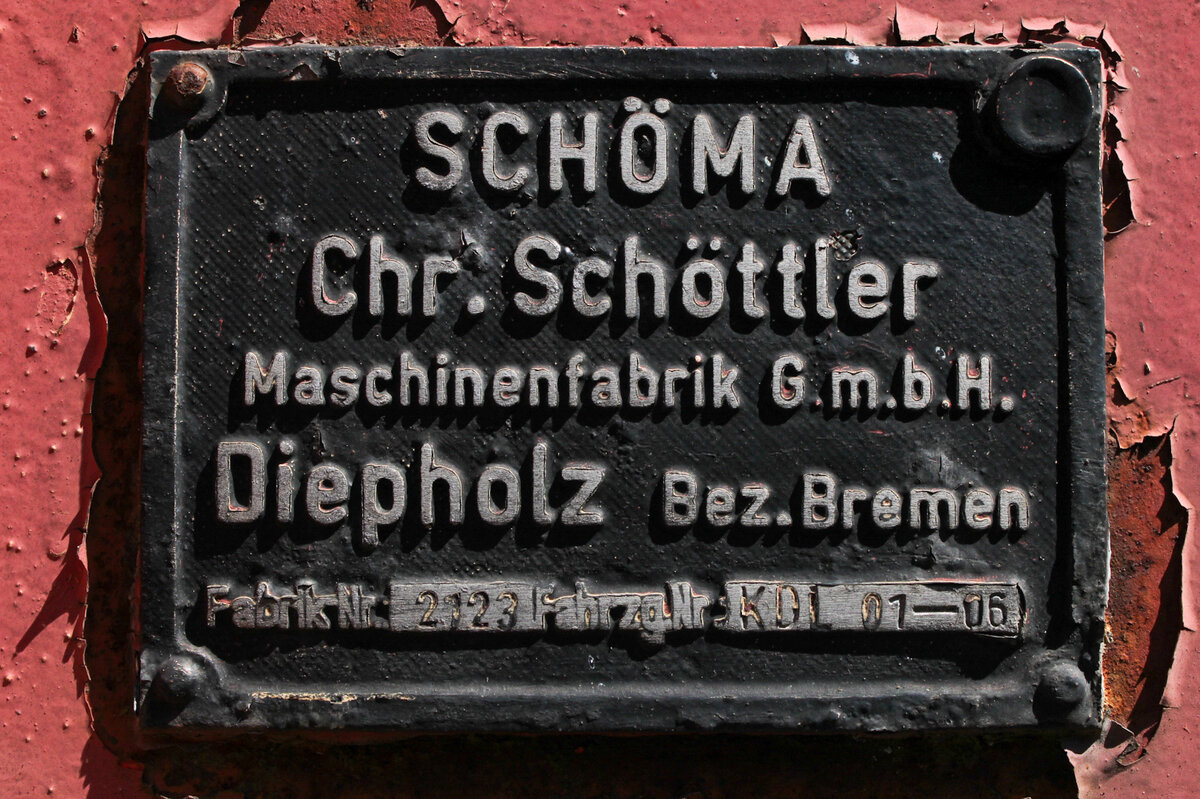 SCHÖMA
Chr. Schöttler
Maschinenfabrik G.m.b.H.
Diepholz Bez. Bremen
Fabrik Nr. 2123 Fahrzg. Nr. KDL 01—06